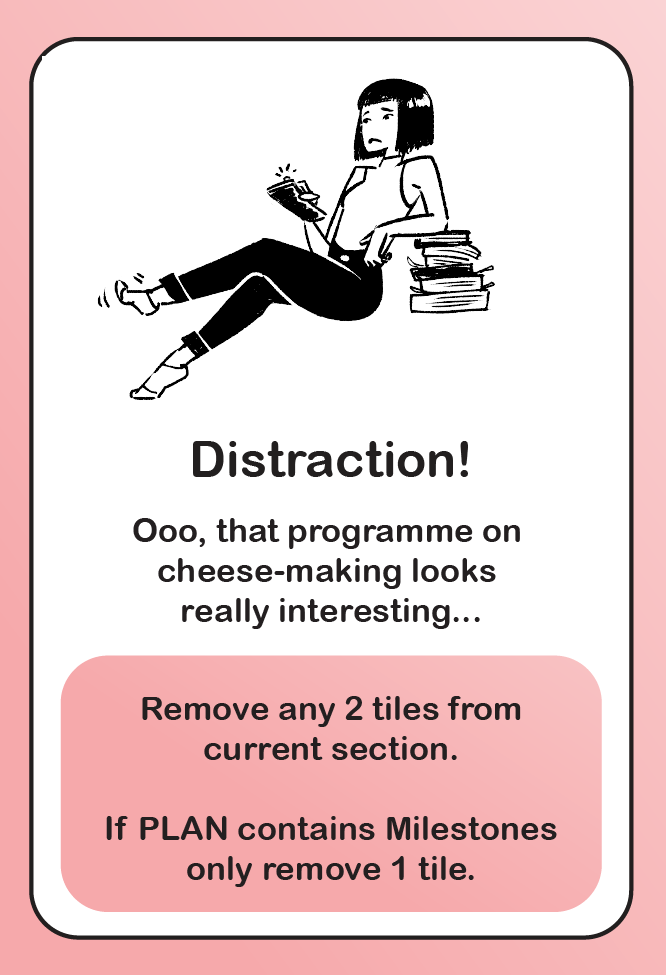 Distraction!
Ooo, that programme on
cheese-making looks
really interesting...
Remove any 2 tiles from
current section.
If PLAN contains Milestones
only remove 1 tile.